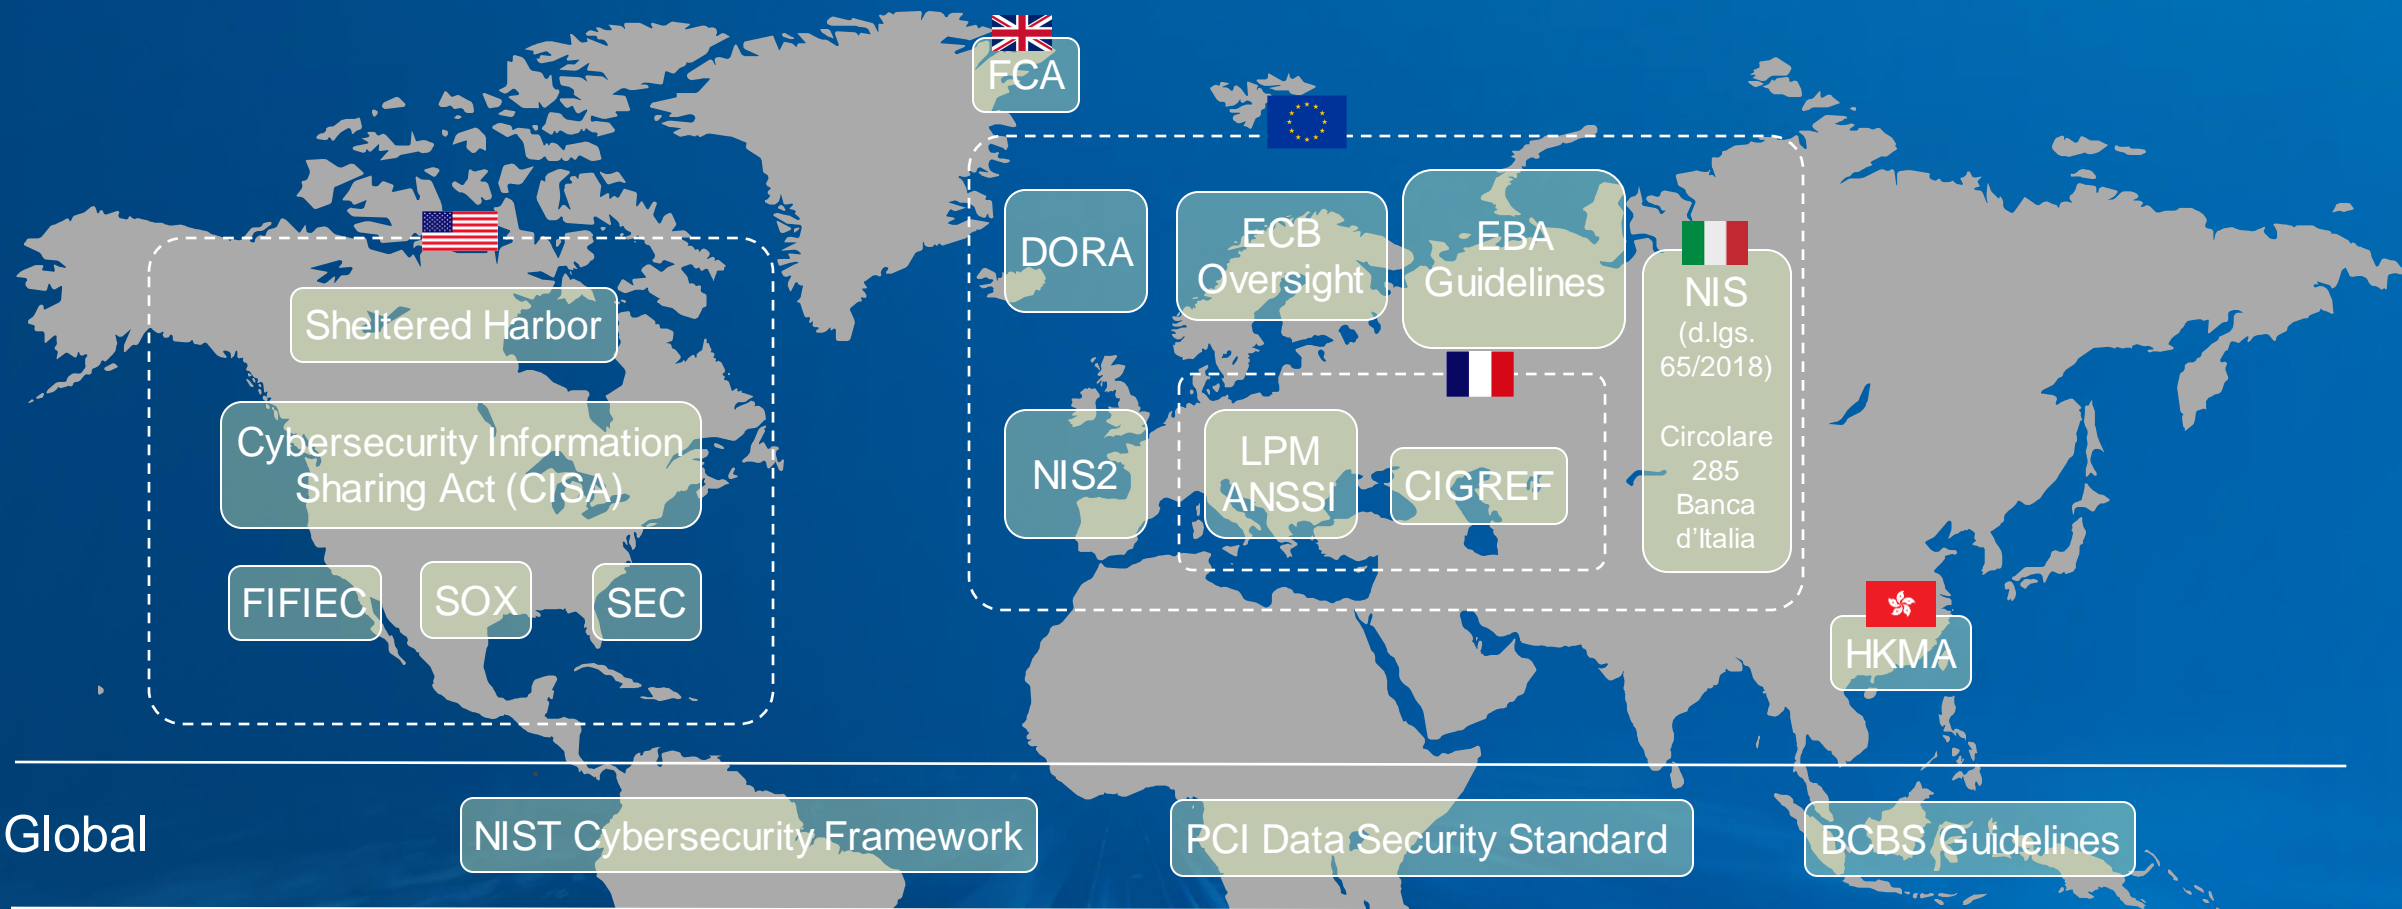 FCA
Sheltered Harbor
Cybersecurity Information
Sharing Act (CISA)
FIFIEC
SOX
SEC
DORA
ECB
Oversight
EBA
Guidelines
NIS
(d.lgs.
65/2018)
Circolare
285
Banca
d’Italia
NIS2
LPM
ANSSI
CIGREF
HKMA
Global
NIST Cybersecurity Framework
PCI Data Security Standard
BCBS Guidelines